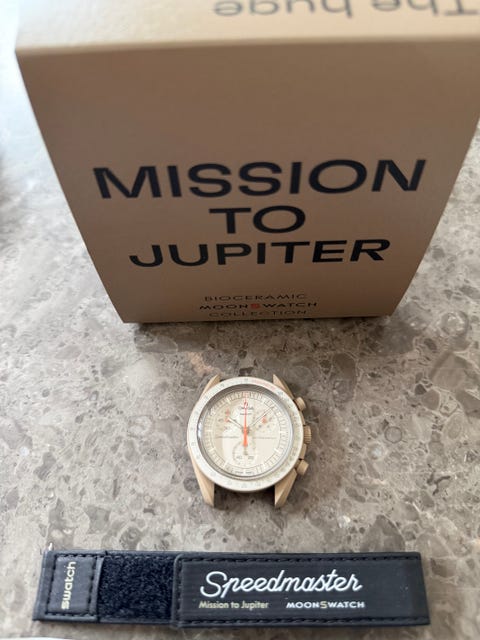 The huge
MISSION
TO
JUPITER
BIOCERAMIC
MOONSWATCH
COLLECTION
swatch
Speedmaster
Mission to Jupiter MOONSWATCH